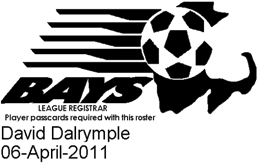 BAYS
LEAGUE REGISTRAR
Player passcards required with this roster
David Dalrymple
06-April-2011